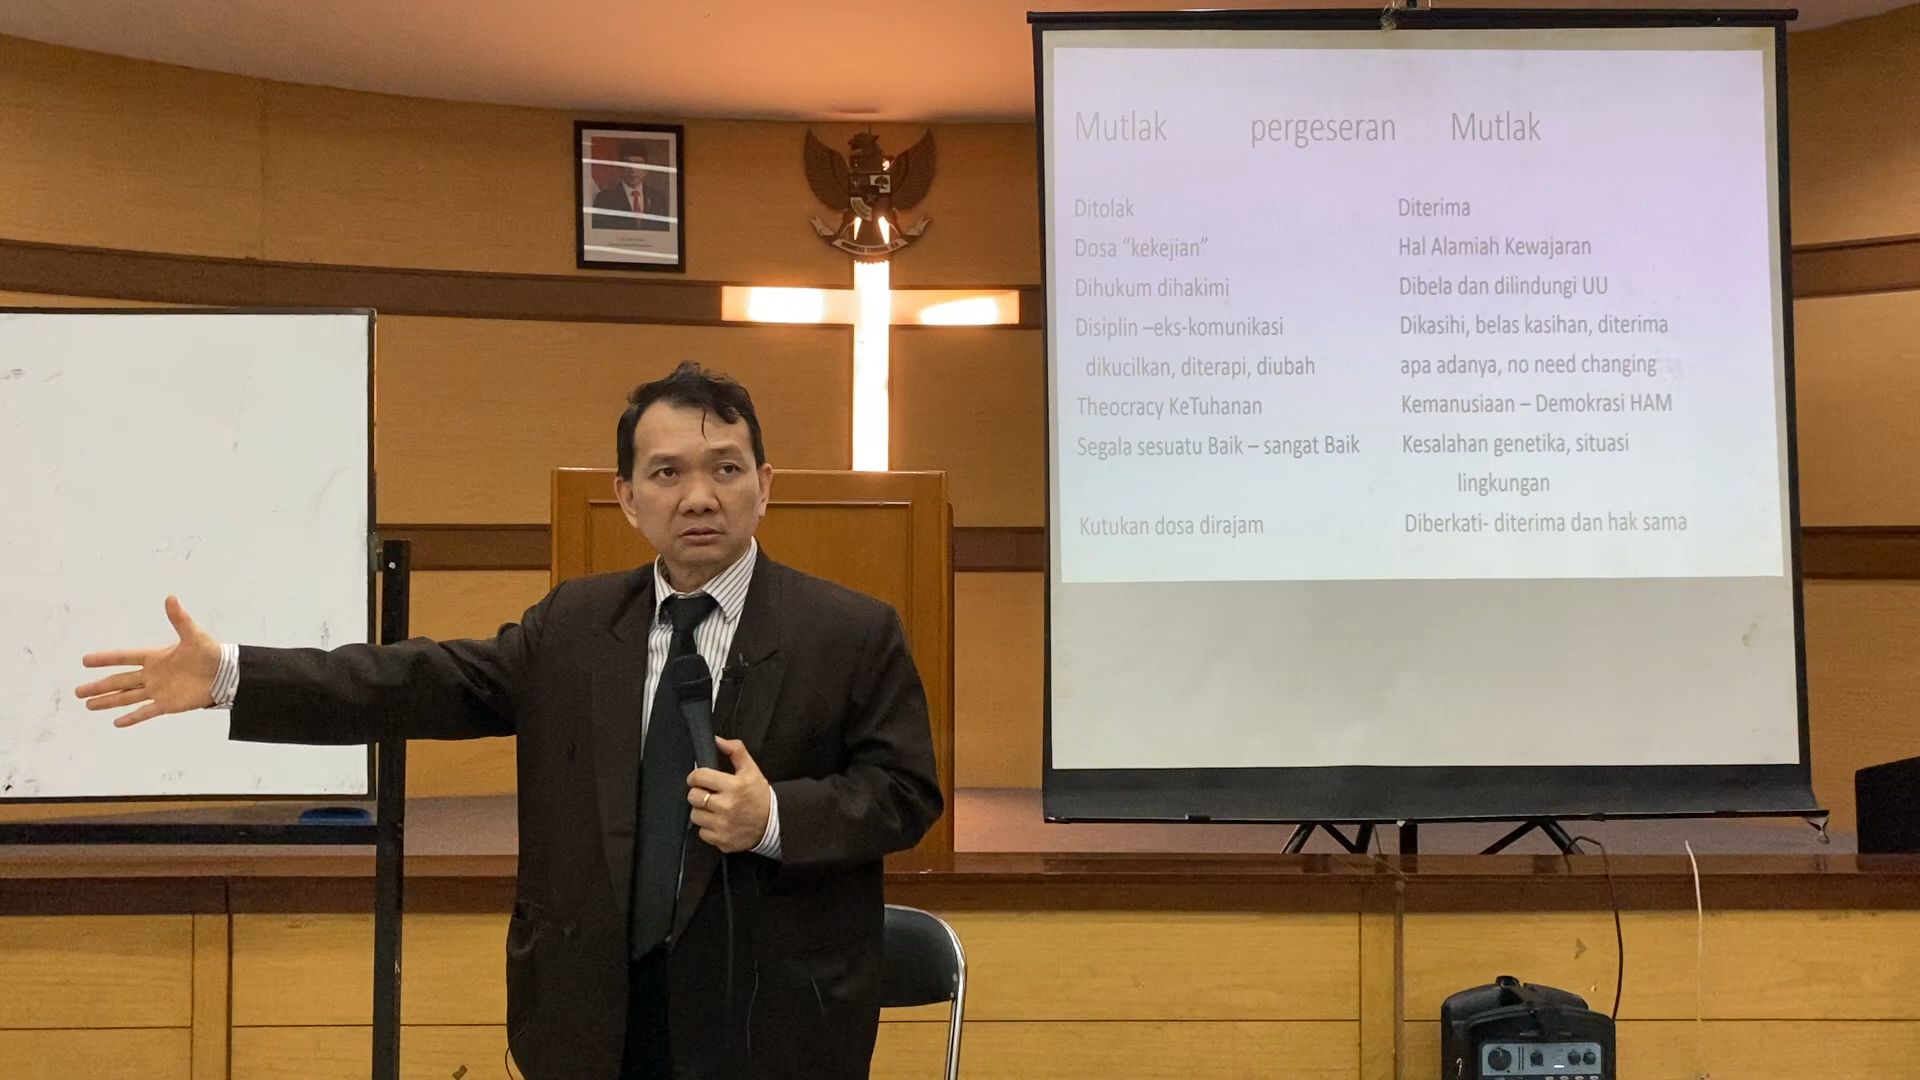 Mutlak pergeseran Mutlak
Ditolak Diterima
Dosa “kekejian” Hal Alamiah Kewajaran
Dihukum dihakimi Dibela dan dilindungi UU
Disiplin –eks-komunikasi Dikasihi, belas kasihan, diterima
dikucilkan, diterapi, diubah apa adanya, no need changing
Theocracy KeTuhanan Kemanusiaan – Demokrasi HAM
Segala sesuatu Baik – sangat Baik Kesalahan genetika, situasi
lingkungan
Kutukan dosa dirajam Diberkati- diterima dan hak sama